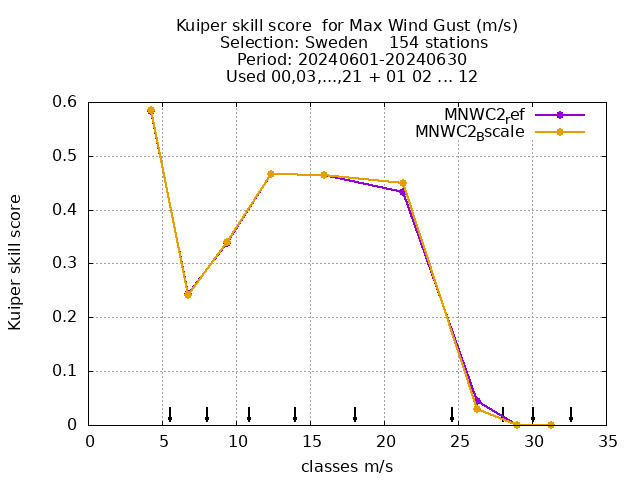 Kuiper skill score  for Max Wind Gust (m/s)
Selection: Sweden    154 stations
Period: 20240601-20240630
Used 00,03,...,21 + 01 02 ... 12
MNWC2ref
MNWC2Bscale
0.6
0.5
0.4
0.3
0.2
0.1
0
Kuiper skill score
0 5 10 15 20 25 30 35
classes m/s